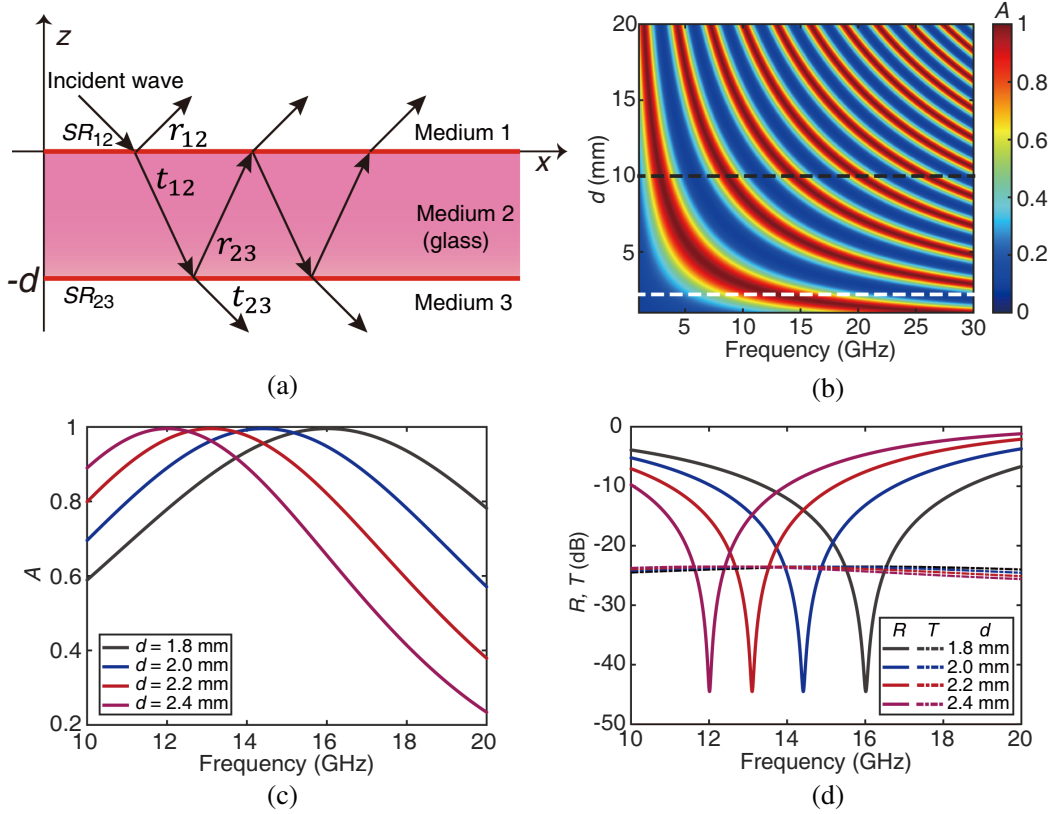 z
Incident wave
SR12
r12
Medium 1
x
t12
Medium 2
(glass)
r23
-d
SR23
t23
Medium 3
(a)
A
20
15
10
5
d (mm)
5 10 15 20 25 30
Frequency (GHz)
1
0.8
0.6
0.4
0.2
0
(b)
1
0.8
0.6
0.4
0.2
A
d = 1.8 mm
d = 2.0 mm
d = 2.2 mm
d = 2.4 mm
10 12 14 16 18 20
Frequency (GHz)
(c)
0
-10
-20
-30
-40
-50
R, T (dB)
R T d
1.8 mm
2.0 mm
2.2 mm
2.4 mm
10 12 14 16 18 20
Frequency (GHz)
(d)